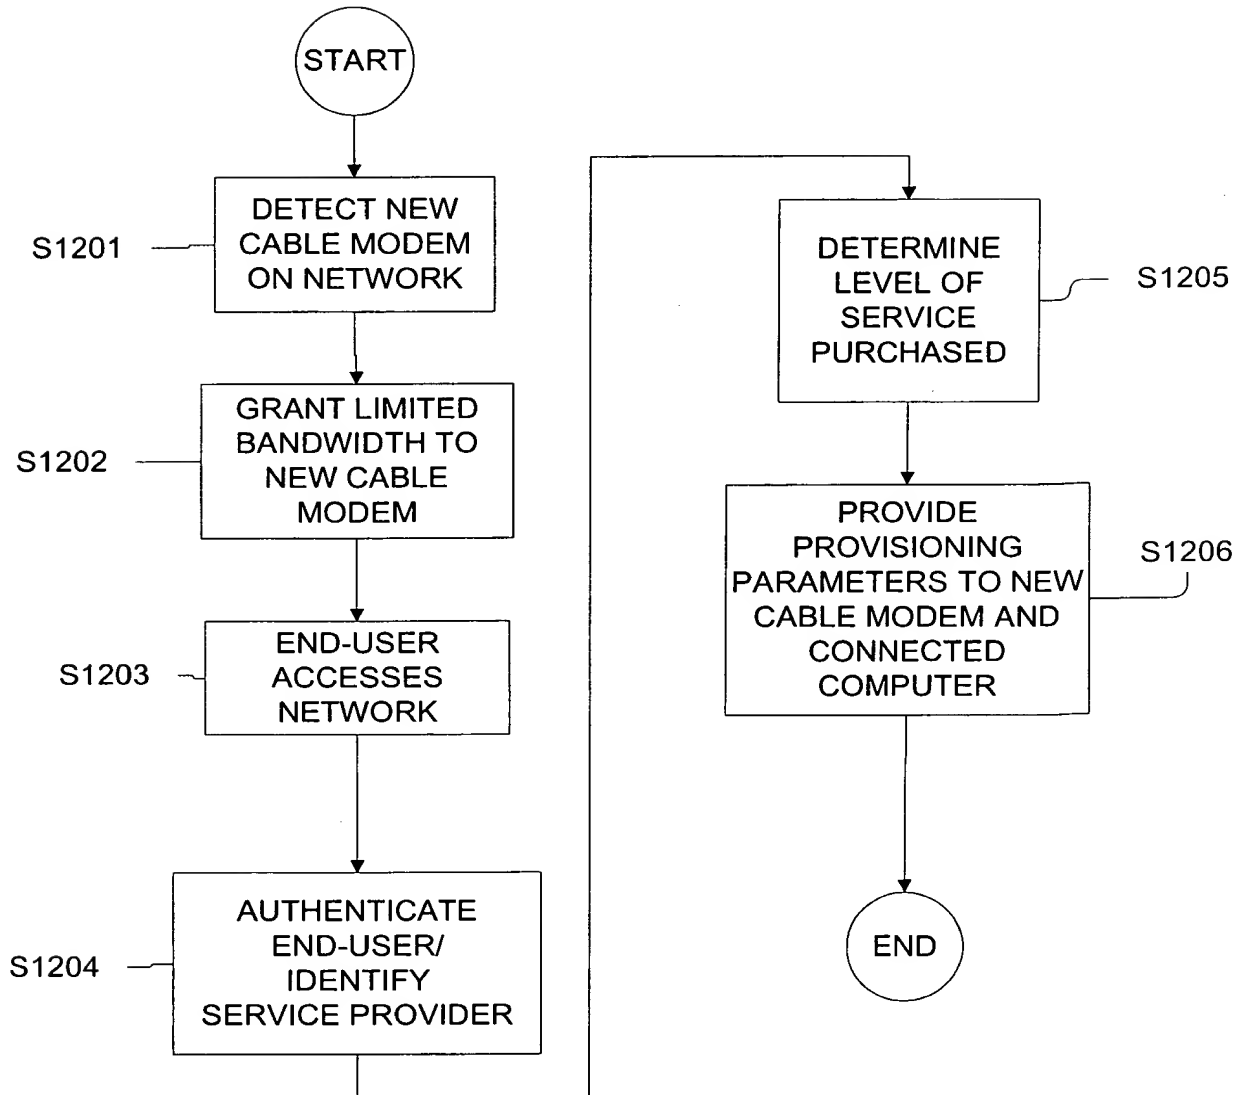 START
S1201
DETECT NEW
CABLE MODEM
ON NETWORK
S1202
GRANT LIMITED
BANDWIDTH TO
NEW CABLE
MODEM
S1203
END-USER
ACCESSES
NETWORK
S1204
AUTHENTICATE
END-USER/
IDENTIFY
SERVICE PROVIDER
DETERMINE
LEVEL OF
SERVICE
PURCHASED
S1205
PROVIDE
PROVISIONING
PARAMETERS TO NEW
CABLE MODEM AND
CONNECTED
COMPUTER
S1206
END